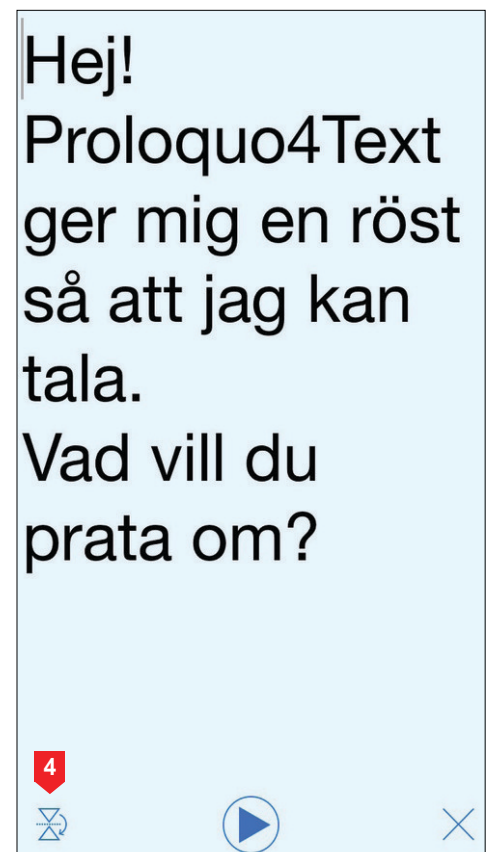 Hej!
Proloquo4Text
ger mig en röst
så att jag kan
tala.
Vad vill du
prata om?
4